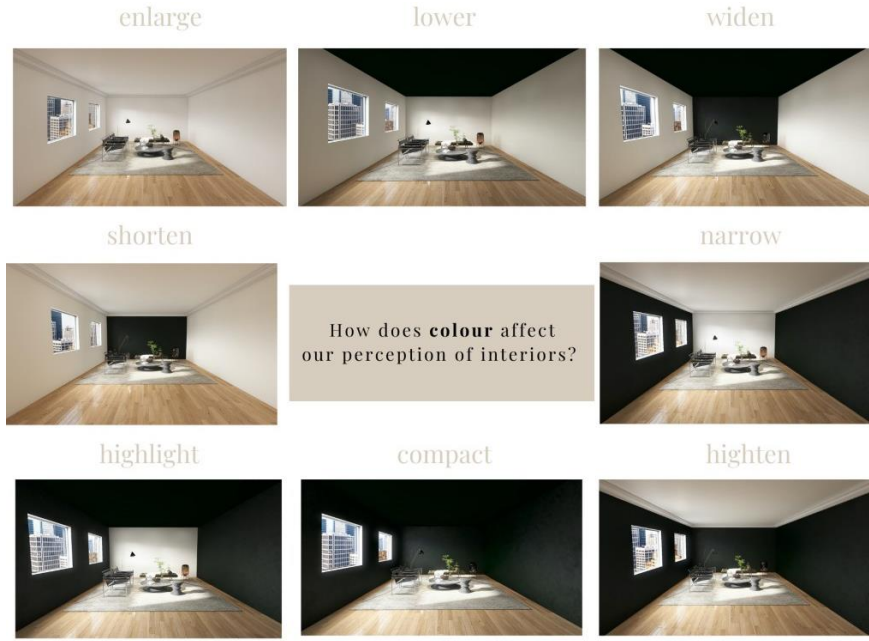 enlarge
lower
widen
shorten
narrow
How does colour affect
our perception of interiors?
highlight
compact
highten